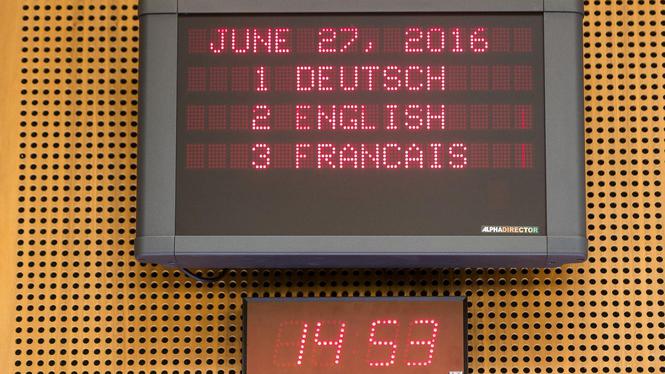 JUNE 27, 2016
1 DEUTSCH
2 ENGLISH
3 FRANCAIS
ALPHADIRECTOR
14 53